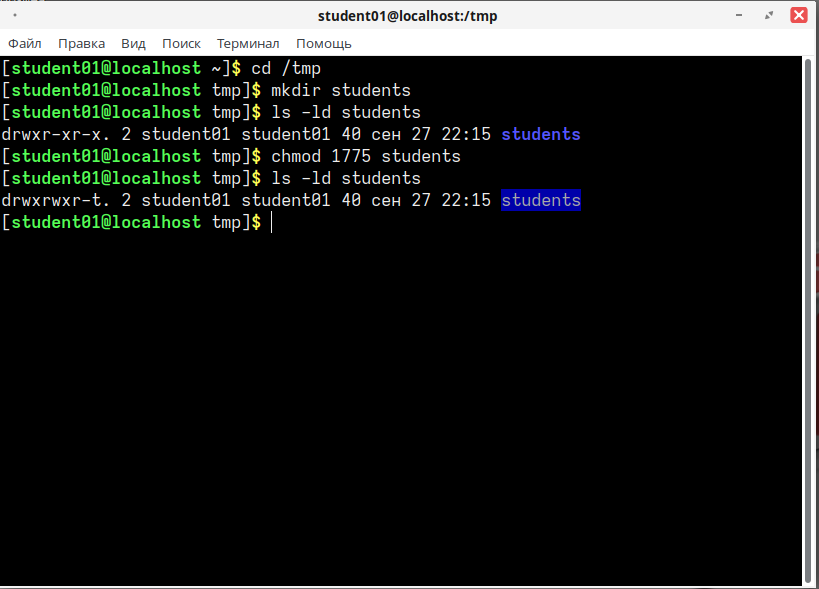 student01@localhost:/tmp
Файл Правка Вид Поиск Терминал Помощь
[student01@localhost ~]$ cd /tmp
[student01@localhost tmp]$ mkdir students
[student01@localhost tmp]$ ls -ld students
drwxr-xr-x. 2 student01 student01 40 сен 27 22:15 students
[student01@localhost tmp]$ chmod 1775 students
[student01@localhost tmp]$ ls -ld students
drwxrwxr-t. 2 student01 student01 40 сен 27 22:15 students
[student01@localhost tmp]$